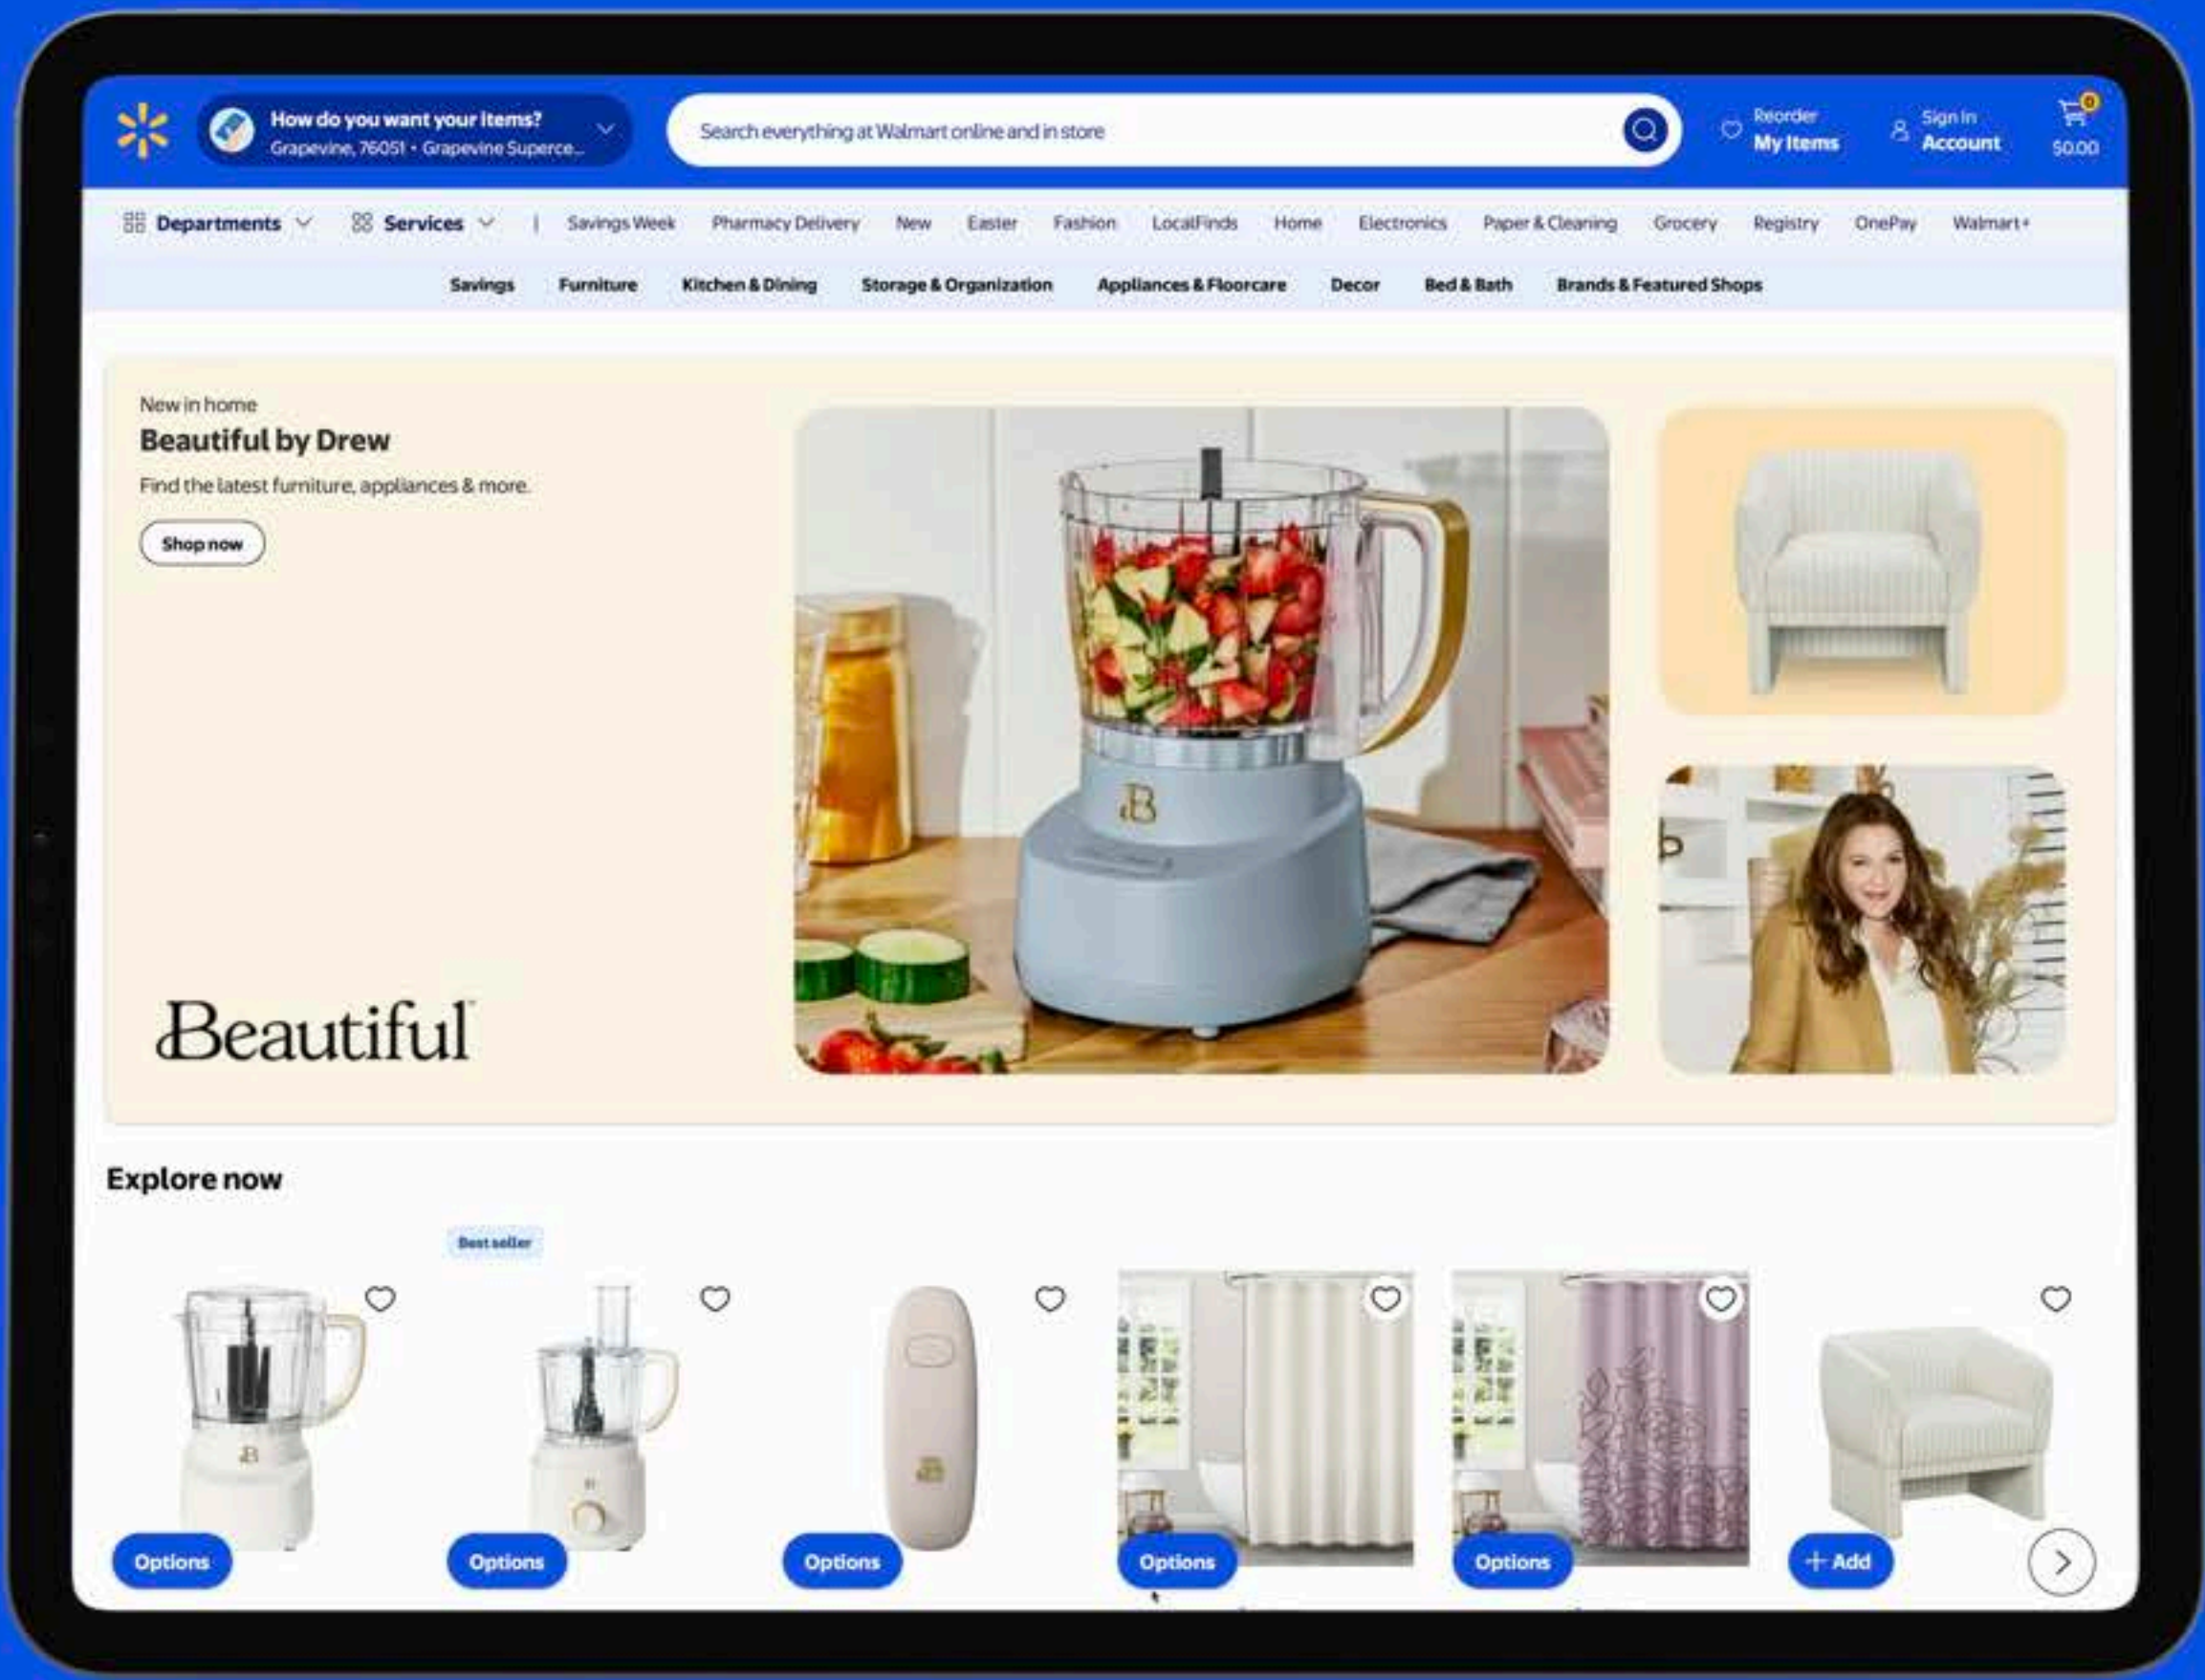 How do you want your items?
Grapevine, 76051 • Grapevine Superce...
Search everything at Walmart online and in store
Reorder
My Items
Sign In
Account
0
$0.00
Departments
Services
Savings Week
Pharmacy Delivery
New
Easter
Fashion
LocalFinds
Home
Electronics
Paper & Cleaning
Grocery
Registry
OnePay
Walmart+
Savings
Furniture
Kitchen & Dining
Storage & Organization
Appliances & Floorcare
Decor
Bed & Bath
Brands & Featured Shops
New in home
Beautiful by Drew
Find the latest furniture, appliances & more.
Shop now
B
Beautiful™
Explore now
Best seller
B
Options
Options
Options
Options
Options
+ Add